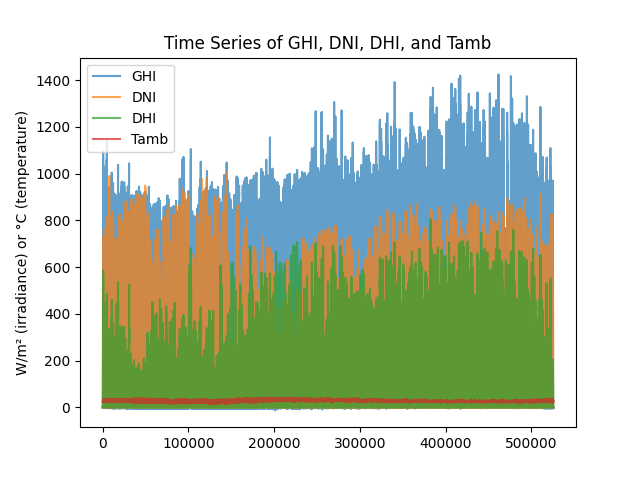 Time Series of GHI, DNI, DHI, and Tamb
GHI
DNI
DHI
Tamb
W/m² (irradiance) or °C (temperature)
1400
1200
1000
800
600
400
200
0
0 100000 200000 300000 400000 500000